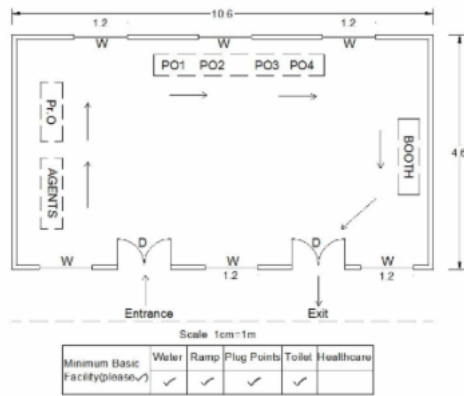 10.6
1.2 1.2
W W W
PO1 PO2 PO3 PO4
Pr.O
AGENTS
BOOTH
4.6
D D
W W W
1.2 1.2
Entrance Exit
Scale 1cm=1m
Minimum Basic Facility(please✓) Water Ramp Plug Points Toilet Healthcare
✓ ✓ ✓ ✓